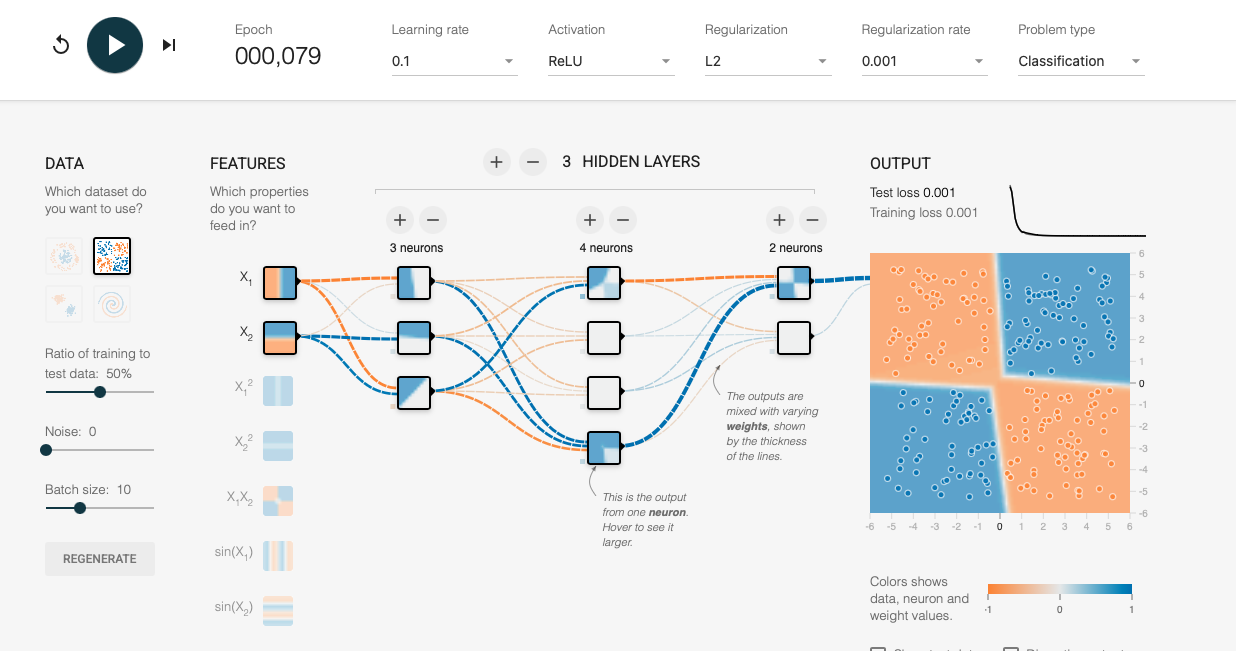 Epoch
000,079
Learning rate
0.1
Activation
ReLU
Regularization
L2
Regularization rate
0.001
Problem type
Classification
DATA
Which dataset do
you want to use?
Ratio of training to
test data: 50%
Noise: 0
Batch size: 10
REGENERATE
FEATURES
Which properties
do you want to
feed in?
X1
X2
X1²
X2²
X1X2
sin(X1)
sin(X2)
3 HIDDEN LAYERS
3 neurons
4 neurons
2 neurons
The outputs are
mixed with varying
weights, shown
by the thickness
of the lines.
This is the output
from one neuron.
Hover to see it
larger.
OUTPUT
Test loss 0.001
Training loss 0.001
6
5
4
3
2
1
0
-1
-2
-3
-4
-5
-6
-6 -5 -4 -3 -2 -1 0 1 2 3 4 5 6
Colors shows
data, neuron and
weight values.
-1 0 1